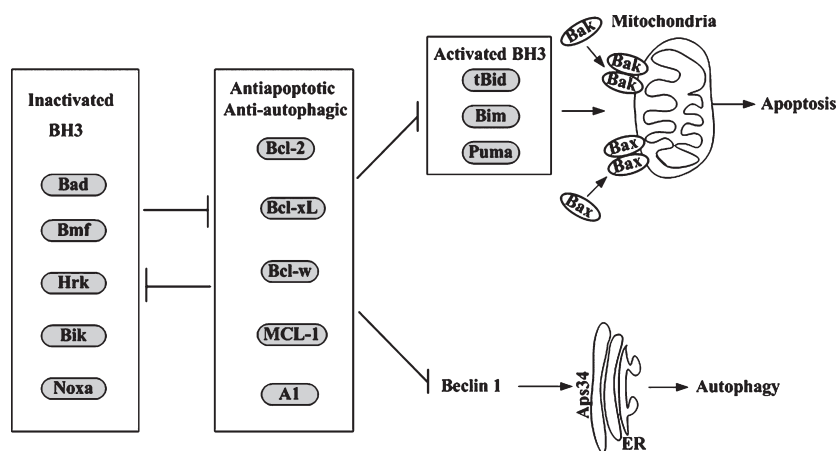 Inactivated
BH3
Bad
Bmf
Hrk
Bik
Noxa
Antiapoptotic
Anti-autophagic
Bcl-2
Bcl-xL
Bcl-w
MCL-1
A1
Activated BH3
tBid
Bim
Puma
Bak
Mitochondria
Bak
Bak
Bax
Bax
Bax
Apoptosis
Beclin 1
Aps34
ER
Autophagy